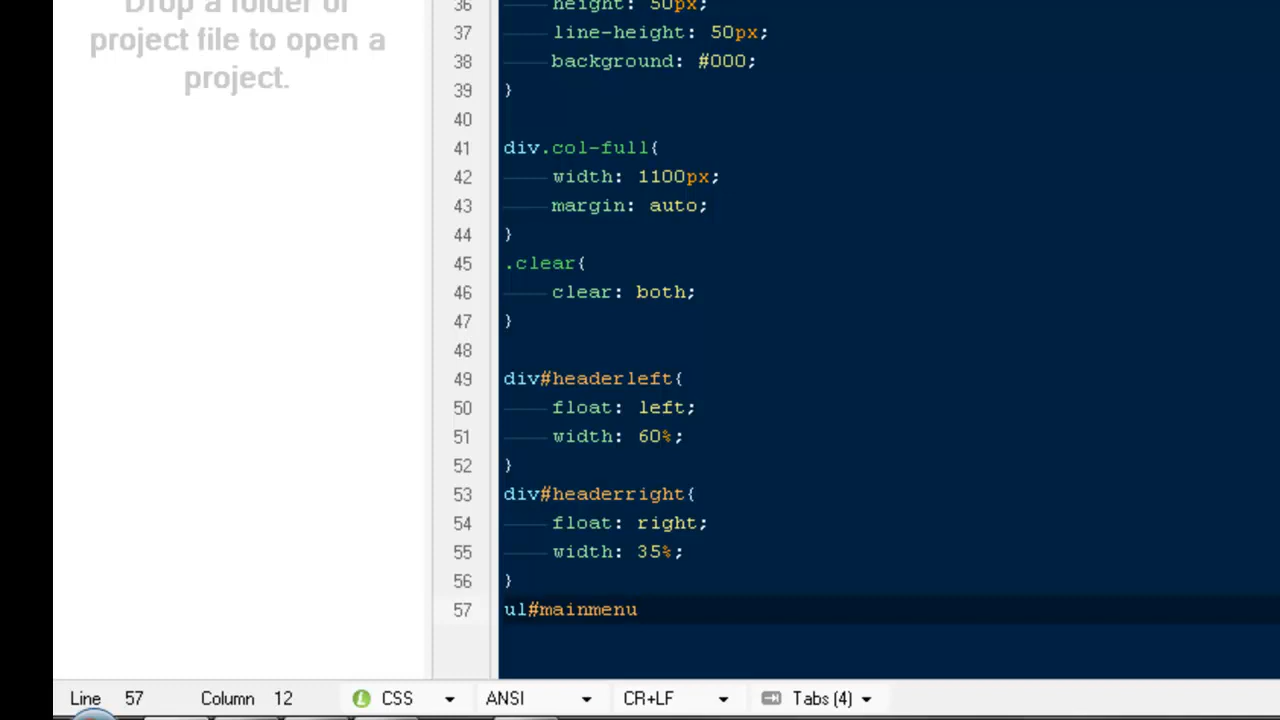 Drop a folder or
project file to open a
project.
36 height: 50px;
37 line-height: 50px;
38 background: #000;
39 }
40
41 div.col-full{
42 width: 1100px;
43 margin: auto;
44 }
45 .clear{
46 clear: both;
47 }
48
49 div#headerleft{
50 float: left;
51 width: 60%;
52 }
53 div#headerright{
54 float: right;
55 width: 35%;
56 }
57 ul#mainmenu
Line 57 Column 12 CSS ANSI CR+LF Tabs (4)